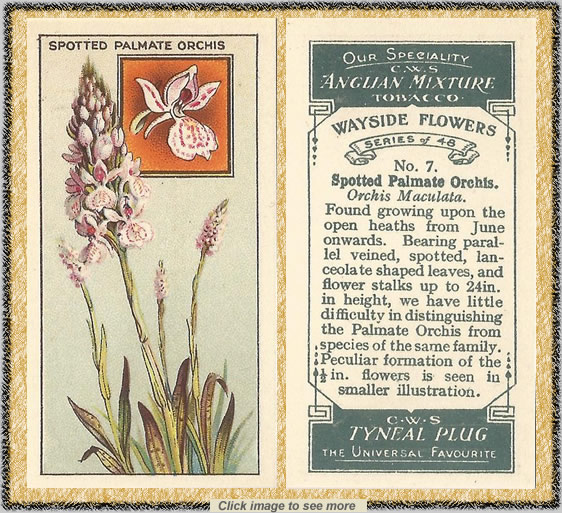 SPOTTED PALMATE ORCHIS
OUR SPECIALITY
C.W.S
ANGLIAN MIXTURE
TOBACCO
WAYSIDE FLOWERS
SERIES of 48
No. 7.
Spotted Palmate Orchis.
Orchis Maculata.
Found growing upon the
open heaths from June
onwards. Bearing paral-
lel veined, spotted, lan-
ceolate shaped leaves, and
flower stalks up to 24in.
in height, we have little
difficulty in distinguishing
the Palmate Orchis from
species of the same family.
Peculiar formation of the
½in. flowers is seen in
smaller illustration.
C.W.S
TYNEAL PLUG
THE UNIVERSAL FAVOURITE
Click image to see more